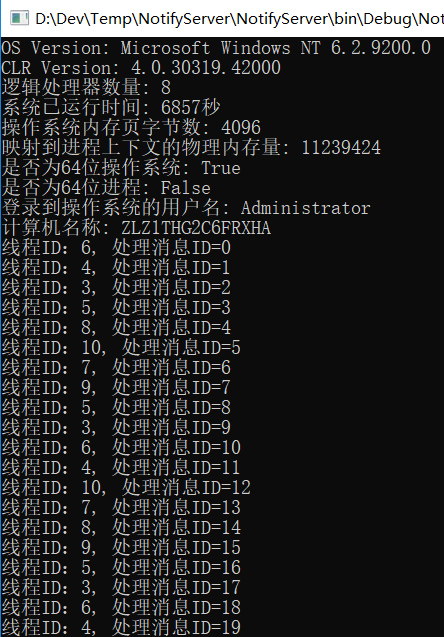 D:\Dev\Temp\NotifyServer\NotifyServer\bin\Debug\Not
OS Version: Microsoft Windows NT 6.2.9200.0
CLR Version: 4.0.30319.42000
逻辑处理器数量: 8
系统已运行时间: 6857秒
操作系统内存页字节数: 4096
映射到进程上下文的物理内存量: 11239424
是否为64位操作系统: True
是否为64位进程: False
登录到操作系统的用户名: Administrator
计算机名称: ZLZ1THG2C6FRXHA
线程ID: 6, 处理消息ID=0
线程ID: 4, 处理消息ID=1
线程ID: 3, 处理消息ID=2
线程ID: 5, 处理消息ID=3
线程ID: 8, 处理消息ID=4
线程ID: 10, 处理消息ID=5
线程ID: 7, 处理消息ID=6
线程ID: 9, 处理消息ID=7
线程ID: 5, 处理消息ID=8
线程ID: 3, 处理消息ID=9
线程ID: 6, 处理消息ID=10
线程ID: 4, 处理消息ID=11
线程ID: 10, 处理消息ID=12
线程ID: 7, 处理消息ID=13
线程ID: 8, 处理消息ID=14
线程ID: 9, 处理消息ID=15
线程ID: 5, 处理消息ID=16
线程ID: 3, 处理消息ID=17
线程ID: 6, 处理消息ID=18
线程ID: 4, 处理消息ID=19